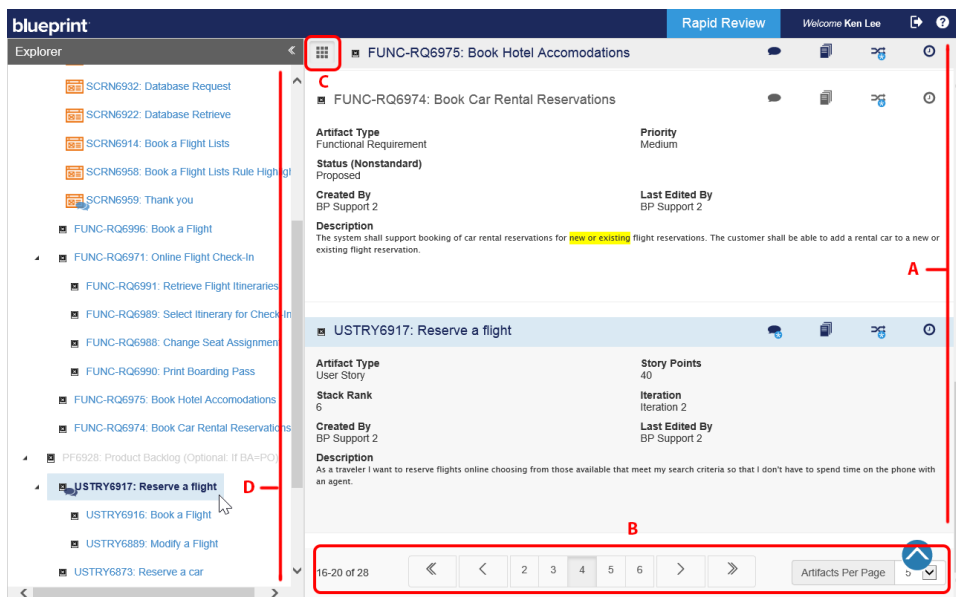 blueprint
Rapid Review
Welcome Ken Lee
Explorer
SCRN6932: Database Request
SCRN6922: Database Retrieve
SCRN6914: Book a Flight Lists
SCRN6958: Book a Flight Lists Rule Highligh
SCRN6959: Thank you
FUNC-RQ6996: Book a Flight
FUNC-RQ6971: Online Flight Check-In
FUNC-RQ6991: Retrieve Flight Itineraries
FUNC-RQ6989: Select Itinerary for Check-In
FUNC-RQ6988: Change Seat Assignment
FUNC-RQ6990: Print Boarding Pass
FUNC-RQ6975: Book Hotel Accomodations
FUNC-RQ6974: Book Car Rental Reservations
PF6928: Product Backlog (Optional: If BA=PO)
USTRY6917: Reserve a flight
USTRY6916: Book a Flight
USTRY6889: Modify a Flight
USTRY6873: Reserve a car
D
C
FUNC-RQ6975: Book Hotel Accomodations
FUNC-RQ6974: Book Car Rental Reservations
Artifact Type
Functional Requirement
Priority
Medium
Status (Nonstandard)
Proposed
Created By
BP Support 2
Last Edited By
BP Support 2
Description
The system shall support booking of car rental reservations for new or existing flight reservations. The customer shall be able to add a rental car to a new or
existing flight reservation.
A
USTRY6917: Reserve a flight
Artifact Type
User Story
Story Points
40
Stack Rank
6
Iteration
Iteration 2
Created By
BP Support 2
Last Edited By
BP Support 2
Description
As a traveler I want to reserve flights online choosing from those available that meet my search criteria so that I don't have to spend time on the phone with
an agent.
B
16-20 of 28
2 3 4 5 6
Artifacts Per Page 5